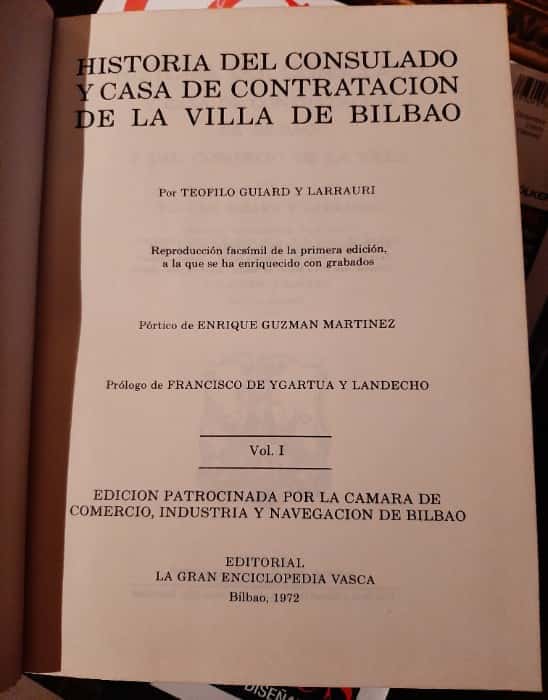 HISTORIA DEL CONSULADO
Y CASA DE CONTRATACION
DE LA VILLA DE BILBAO
Por TEOFILO GUIARD Y LARRAURI
Reproducción facsímil de la primera edición,
a la que se ha enriquecido con grabados
Pórtico de ENRIQUE GUZMAN MARTINEZ
Prólogo de FRANCISCO DE YGARTUA Y LANDECHO
Vol. I
EDICION PATROCINADA POR LA CAMARA DE
COMERCIO, INDUSTRIA Y NAVEGACION DE BILBAO
EDITORIAL
LA GRAN ENCICLOPEDIA VASCA
Bilbao, 1972